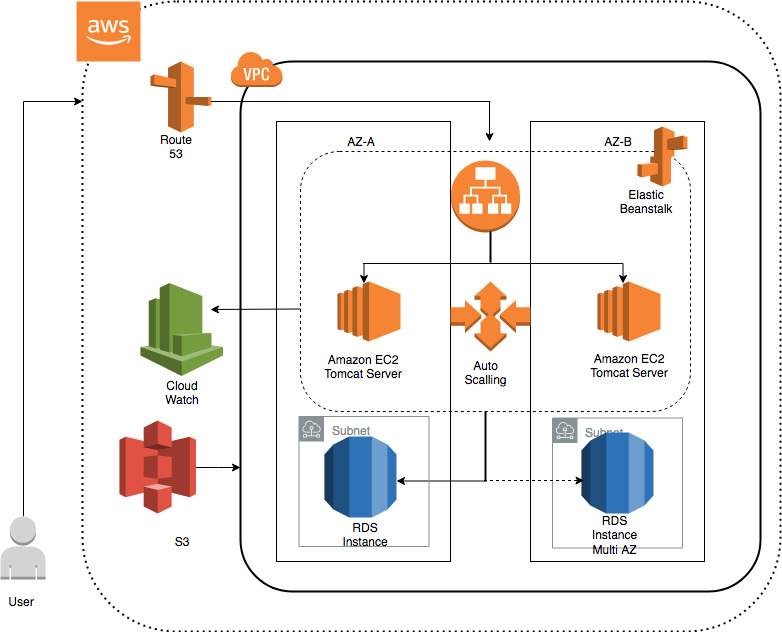 aws
VPC
Route
53
AZ-A
AZ-B
Elastic
Beanstalk
Amazon EC2
Tomcat Server
Auto
Scalling
Amazon EC2
Tomcat Server
Cloud
Watch
Subnet
Subnet
RDS
Instance
RDS
Instance
Multi AZ
S3
User